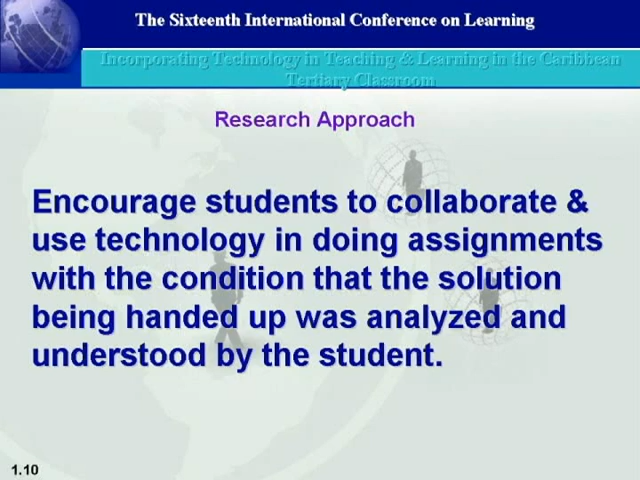 The Sixteenth International Conference on Learning
Incorporating Technology in Teaching & Learning in the Caribbean
Tertiary Classroom
Research Approach
Encourage students to collaborate &
use technology in doing assignments
with the condition that the solution
being handed up was analyzed and
understood by the student.
1.10